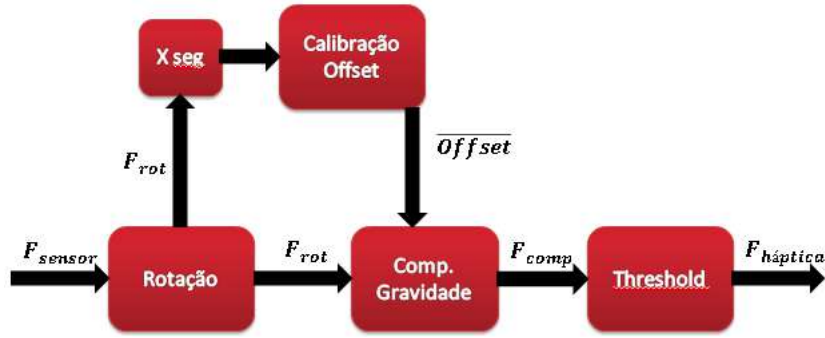 X seg
Calibração
Offset
F_rot
Offset
F_sensor
Rotação
F_rot
Comp.
Gravidade
F_comp
Threshold
F_háptica